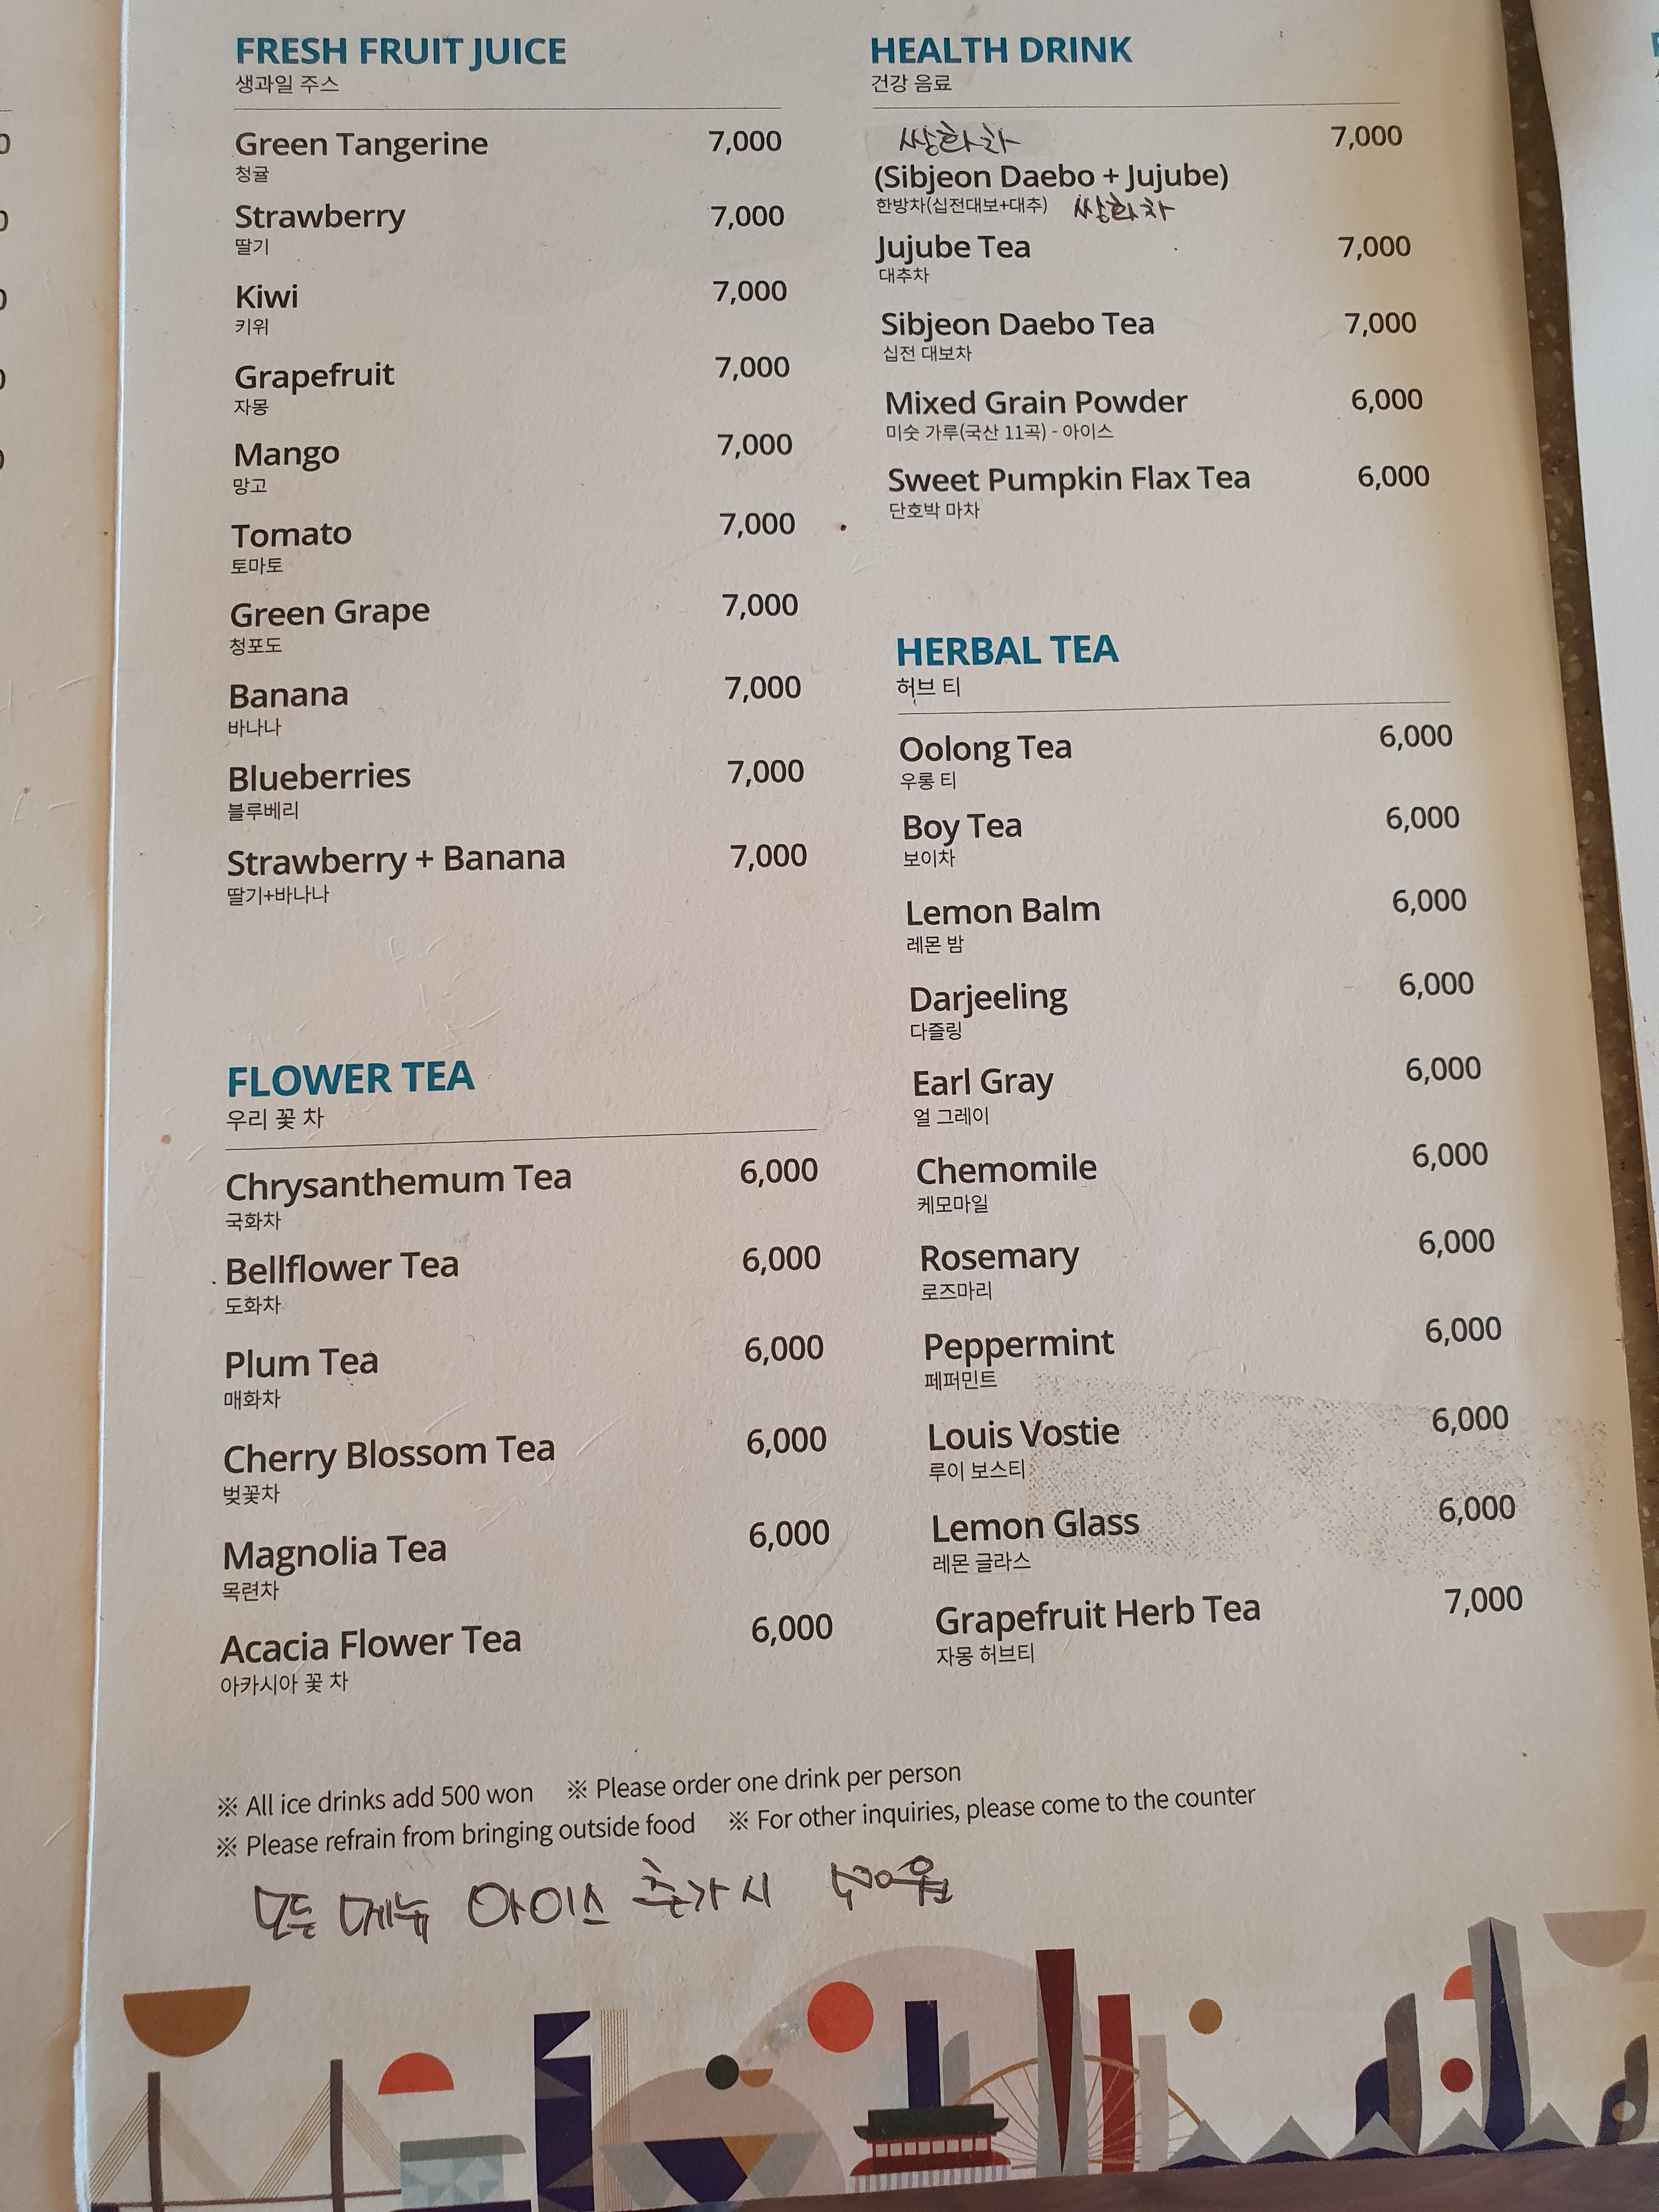 FRESH FRUIT JUICE
생과일 주스
Green Tangerine 7,000
청귤
Strawberry 7,000
딸기
Kiwi 7,000
키위
Grapefruit 7,000
자몽
Mango 7,000
망고
Tomato 7,000
토마토
Green Grape 7,000
청포도
Banana 7,000
바나나
Blueberries 7,000
블루베리
Strawberry + Banana 7,000
딸기+바나나
FLOWER TEA
우리 꽃 차
Chrysanthemum Tea 6,000
국화차
Bellflower Tea 6,000
도화차
Plum Tea 6,000
매화차
Cherry Blossom Tea 6,000
벚꽃차
Magnolia Tea 6,000
목련차
Acacia Flower Tea 6,000
아카시아 꽃 차
HEALTH DRINK
건강 음료
쌍화차 7,000
(Sibjeon Daebo + Jujube)
한방차(십전대보+대추) 쌍화차
Jujube Tea 7,000
대추차
Sibjeon Daebo Tea 7,000
십전 대보차
Mixed Grain Powder 6,000
미숫 가루(국산 11곡) - 아이스
Sweet Pumpkin Flax Tea 6,000
단호박 마차
HERBAL TEA
허브 티
Oolong Tea 6,000
우롱 티
Boy Tea 6,000
보이차
Lemon Balm 6,000
레몬 밤
Darjeeling 6,000
다즐링
Earl Gray 6,000
얼 그레이
Chemomile 6,000
케모마일
Rosemary 6,000
로즈마리
Peppermint 6,000
페퍼민트
Louis Vostie 6,000
루이 보스티
Lemon Glass 6,000
레몬 글라스
Grapefruit Herb Tea 7,000
자몽 허브티
※ All ice drinks add 500 won ※ Please order one drink per person
※ Please refrain from bringing outside food ※ For other inquiries, please come to the counter
모든 메뉴 아이스 추가시 500원